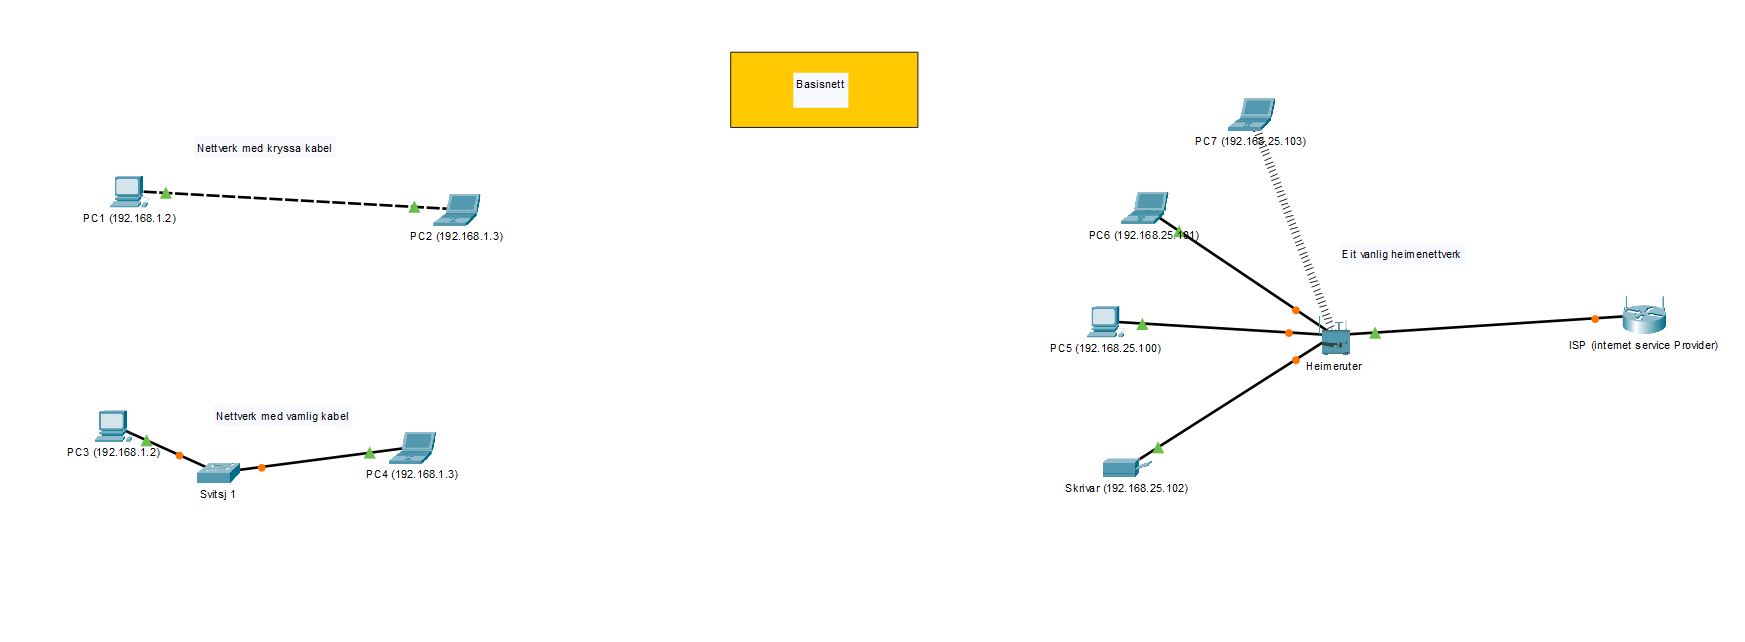 Basisnett
Nettverk med kryssa kabel
PC1 (192.168.1.2)
PC2 (192.168.1.3)
Nettverk med vamlig kabel
PC3 (192.168.1.2)
PC4 (192.168.1.3)
Svitsj 1
PC7 (192.168.25.103)
PC6 (192.168.25.101)
Eit vanlig heimenettverk
PC5 (192.168.25.100)
ISP (internet service Provider)
Heimeruter
Skrivar (192.168.25.102)